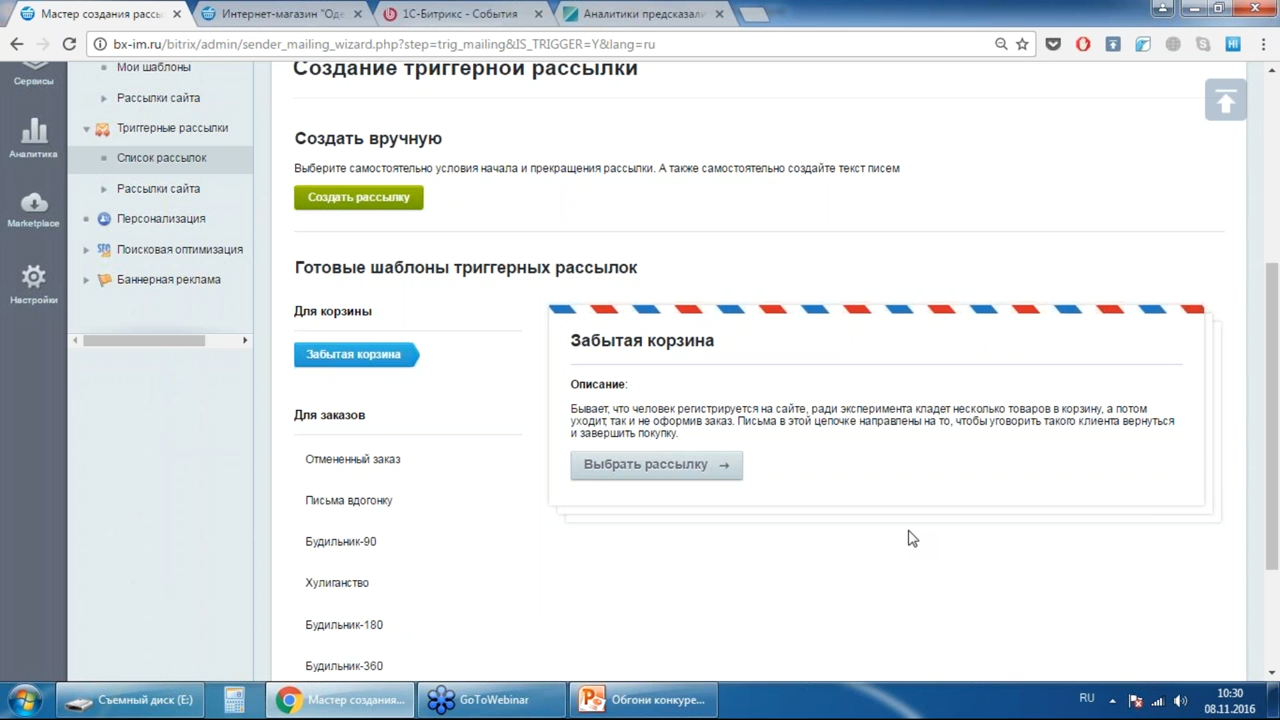 Мастер создания рассы
Интернет-магазин "Оде
1С-Битрикс - События
Аналитики предсказали
bx-im.ru/bitrix/admin/sender_mailing_wizard.php?step=trig_mailing&IS_TRIGGER=Y&lang=ru
Сервисы
Аналитика
Marketplace
Настройки
Мои шаблоны
Рассылки сайта
Триггерные рассылки
Список рассылок
Рассылки сайта
Персонализация
Поисковая оптимизация
Баннерная реклама
Создание триггерной рассылки
Создать вручную
Выберите самостоятельно условия начала и прекращения рассылки. А также самостоятельно создайте текст писем
Создать рассылку
Готовые шаблоны триггерных рассылок
Для корзины
Забытая корзина
Для заказов
Отмененный заказ
Письма вдогонку
Будильник-90
Хулиганство
Будильник-180
Будильник-360
Забытая корзина
Описание:
Бывает, что человек регистрируется на сайте, ради эксперимента кладет несколько товаров в корзину, а потом
уходит, так и не оформив заказ. Письма в этой цепочке направлены на то, чтобы уговорить такого клиента вернуться
и завершить покупку.
Выбрать рассылку →
Съемный диск (E:)
Мастер создания...
GoToWebinar
Обгони конкуре...
RU
10:30
08.11.2016